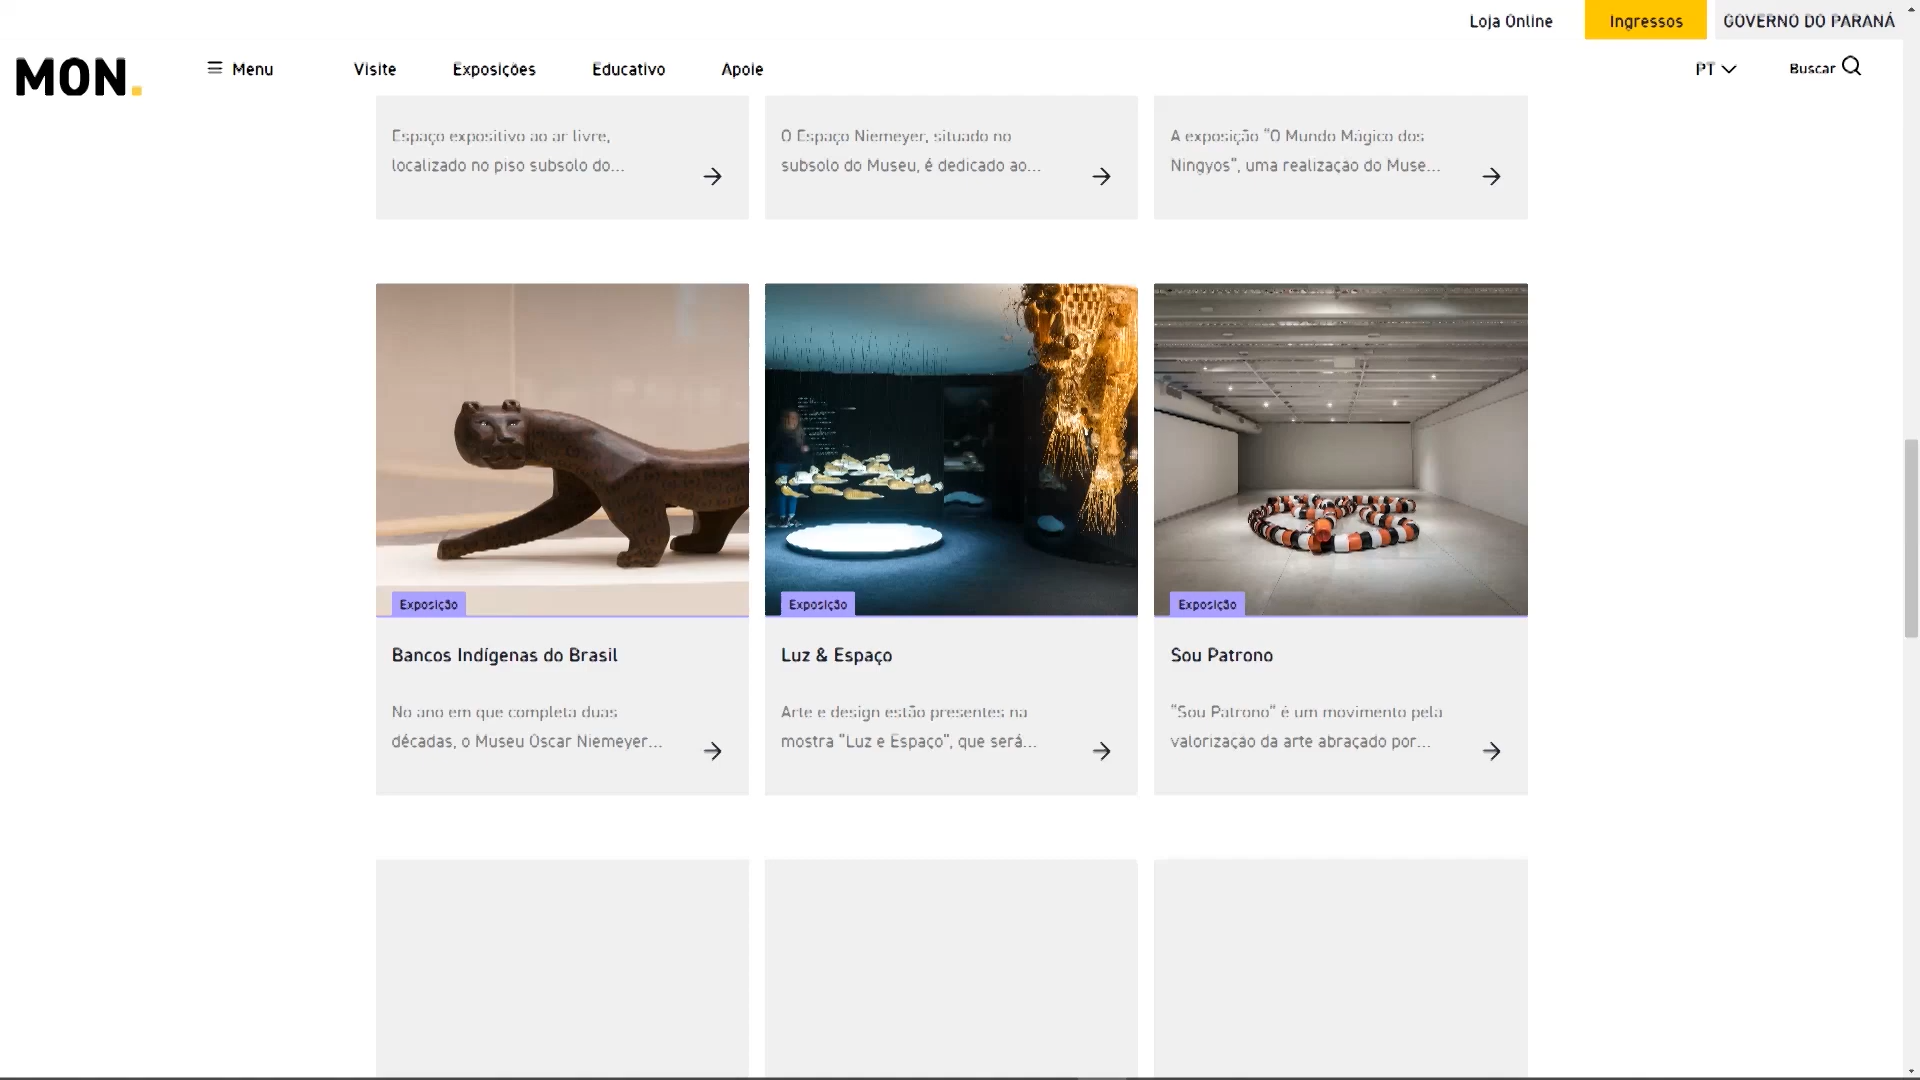 Loja Online
Ingressos
GOVERNO DO PARANÁ
MON.
Menu
Visite
Exposições
Educativo
Apoie
PT
Buscar
Espaço expositivo ao ar livre,
localizado no piso subsolo do...
O Espaço Niemeyer, situado no
subsolo do Museu, é dedicado ao...
A exposição “O Mundo Mágico dos
Ningyos”, uma realização do Muse...
Exposição
Bancos Indígenas do Brasil
No ano em que completa duas
décadas, o Museu Oscar Niemeyer...
Exposição
Luz & Espaço
Arte e design estão presentes na
mostra “Luz e Espaço”, que será...
Exposição
Sou Patrono
“Sou Patrono” é um movimento pela
valorização da arte abraçado por...